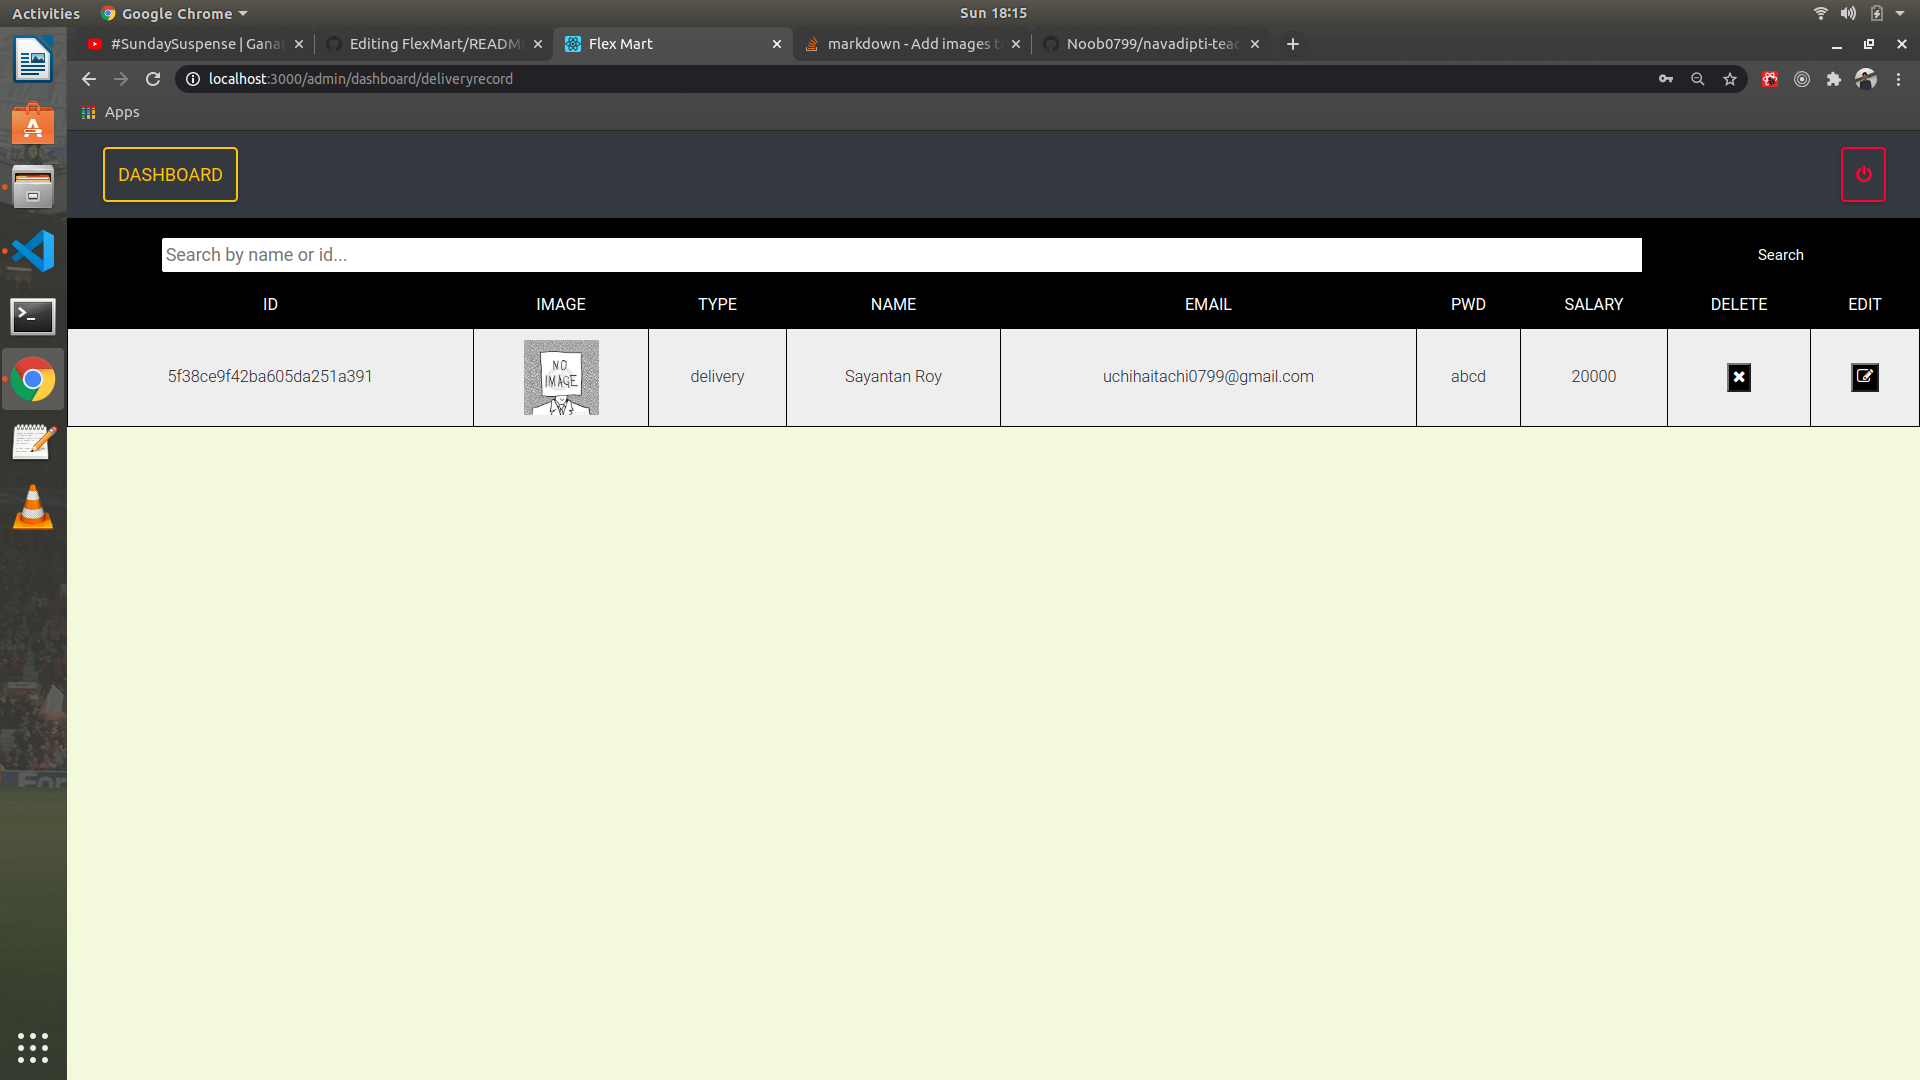 Activities Google Chrome Sun 18:15
#SundaySuspense | Gana Editing FlexMart/READM Flex Mart markdown - Add images t Noob0799/navadipti-teac
localhost:3000/admin/dashboard/deliveryrecord
Apps
DASHBOARD
Search by name or id... Search
ID IMAGE TYPE NAME EMAIL PWD SALARY DELETE EDIT
NO
IMAGE
5f38ce9f42ba605da251a391 delivery Sayantan Roy uchihaitachi0799@gmail.com abcd 20000